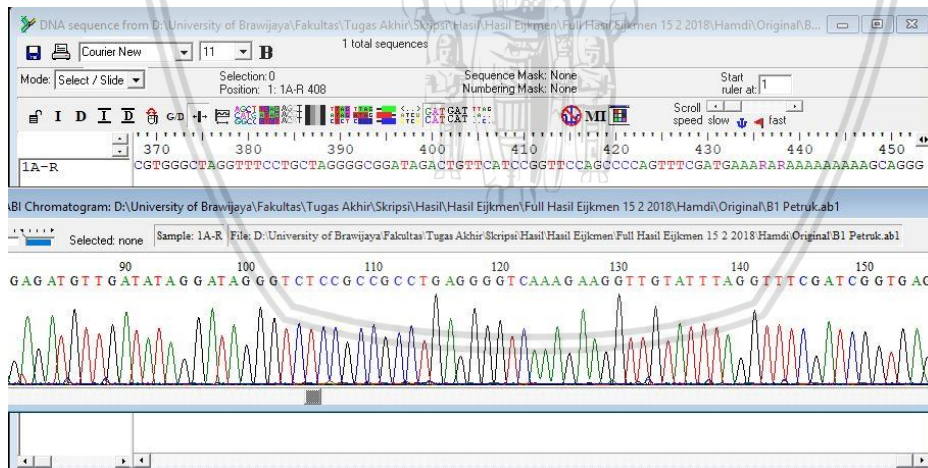 DNA sequence from D:\University of Brawijaya\Fakultas\Tugas Akhir\Skripsi\Hasil\Hasil Eijkmen\Full Hasil Eijkmen 15 2 2018\Hamdi\Original\B...
Courier New 11 B 1 total sequences
Mode: Select / Slide Selection: 0 Sequence Mask: None Start
Position: 1: 1A-R 408 Numbering Mask: None ruler at: 1
I D I D G/D MI Scroll
speed slow fast
370 380 390 400 410 420 430 440 450
1A-R CGTGGGCTAGGTTTCCTGCTAGGGGCGGATAGACTGTTCATCCGGTTCCAGCCCCAGTTTCGATGAAARARAAAAAAAAAGCAGGG
ABI Chromatogram: D:\University of Brawijaya\Fakultas\Tugas Akhir\Skripsi\Hasil\Hasil Eijkmen\Full Hasil Eijkmen 15 2 2018\Hamdi\Original\B1 Petruk.ab1
Selected: none Sample: 1A-R File: D:\University of Brawijaya\Fakultas\Tugas Akhir\Skripsi\Hasil\Hasil Eijkmen\Full Hasil Eijkmen 15 2 2018\Hamdi\Original\B1 Petruk.ab1
90 100 110 120 130 140 150
GAGATGTTGATATAGGATAGGGTCTCCGCCGCCTGAGGGGTCAAAGAAGGTTGTATTTAGGTTTCGATCGGTGAG